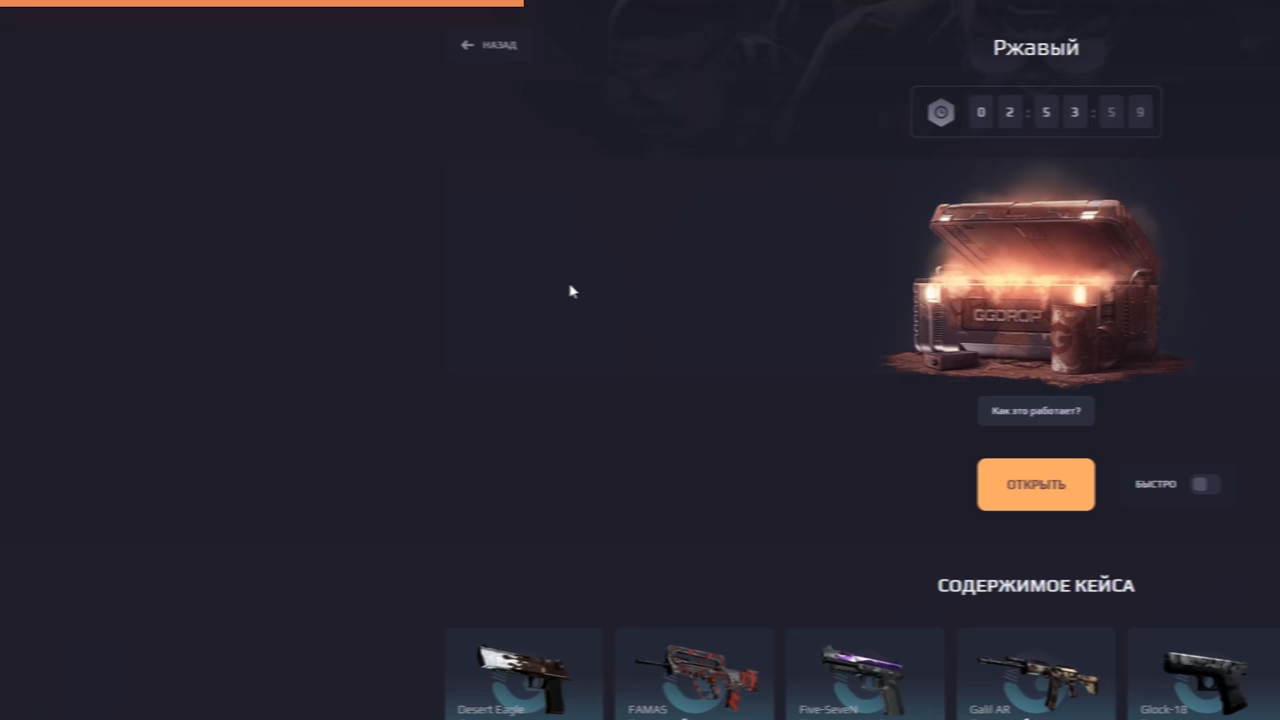 НАЗАД
Ржавый
0 2 : 5 3 : 5 9
GGDROP
Как это работает?
ОТКРЫТЬ
БЫСТРО
СОДЕРЖИМОЕ КЕЙСА
Desert Eagle
FAMAS
Five-SeveN
Galil AR
Glock-18